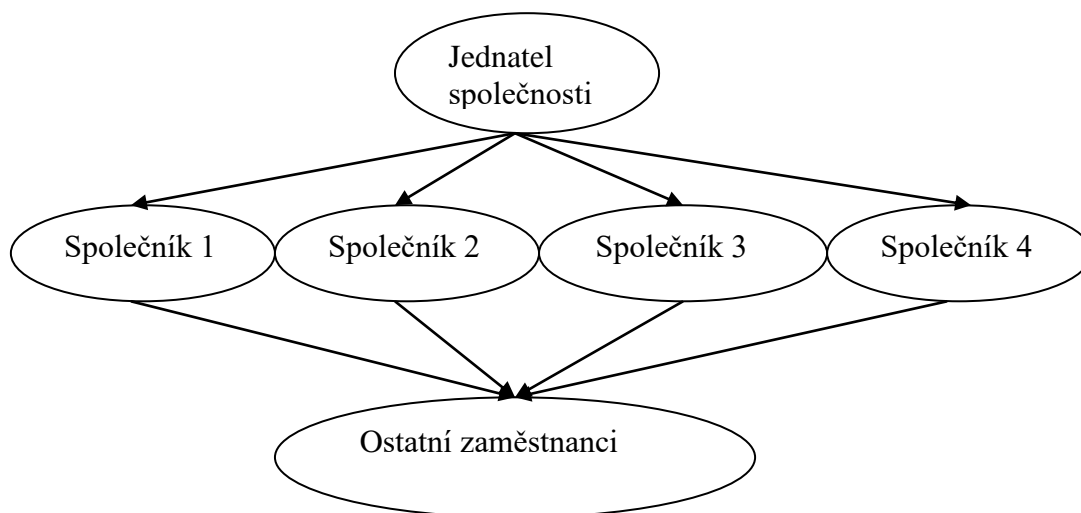 Jednatel
společnosti
Společník 1
Společník 2
Společník 3
Společník 4
Ostatní zaměstnanci